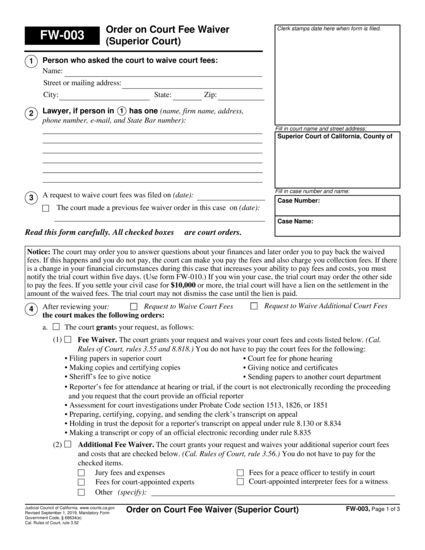 FW-003
Order on Court Fee Waiver
(Superior Court)
Clerk stamps date here when form is filed.
1 Person who asked the court to waive court fees:
Name:
Street or mailing address:
City: State: Zip:
2 Lawyer, if person in 1 has one (name, firm name, address,
phone number, e-mail, and State Bar number):
Fill in court name and street address:
Superior Court of California, County of
3 A request to waive court fees was filed on (date):
The court made a previous fee waiver order in this case on (date):
Fill in case number and name:
Case Number:
Case Name:
Read this form carefully. All checked boxes are court orders.
Notice: The court may order you to answer questions about your finances and later order you to pay back the waived
fees. If this happens and you do not pay, the court can make you pay the fees and also charge you collection fees. If there
is a change in your financial circumstances during this case that increases your ability to pay fees and costs, you must
notify the trial court within five days. (Use form FW-010.) If you win your case, the trial court may order the other side
to pay the fees. If you settle your civil case for $10,000 or more, the trial court will have a lien on the settlement in the
amount of the waived fees. The trial court may not dismiss the case until the lien is paid.
4 After reviewing your: Request to Waive Court Fees Request to Waive Additional Court Fees
the court makes the following orders:
a. The court grants your request, as follows:
(1) Fee Waiver. The court grants your request and waives your court fees and costs listed below. (Cal.
Rules of Court, rules 3.55 and 8.818.) You do not have to pay the court fees for the following:
• Filing papers in superior court • Court fee for phone hearing
• Making copies and certifying copies • Giving notice and certificates
• Sheriff's fee to give notice • Sending papers to another court department
• Reporter's fee for attendance at hearing or trial, if the court is not electronically recording the proceeding
and you request that the court provide an official reporter
• Assessment for court investigations under Probate Code section 1513, 1826, or 1851
• Preparing, certifying, copying, and sending the clerk's transcript on appeal
• Holding in trust the deposit for a reporter's transcript on appeal under rule 8.130 or 8.834
• Making a transcript or copy of an official electronic recording under rule 8.835
(2) Additional Fee Waiver. The court grants your request and waives your additional superior court fees
and costs that are checked below. (Cal. Rules of Court, rule 3.56.) You do not have to pay for the
checked items.
Jury fees and expenses Fees for a peace officer to testify in court
Fees for court-appointed experts Court-appointed interpreter fees for a witness
Other (specify):
Judicial Council of California, www.courts.ca.gov
Revised September 1, 2019, Mandatory Form
Government Code, § 68634(e)
Cal. Rules of Court, rule 3.52
Order on Court Fee Waiver (Superior Court)
FW-003, Page 1 of 3